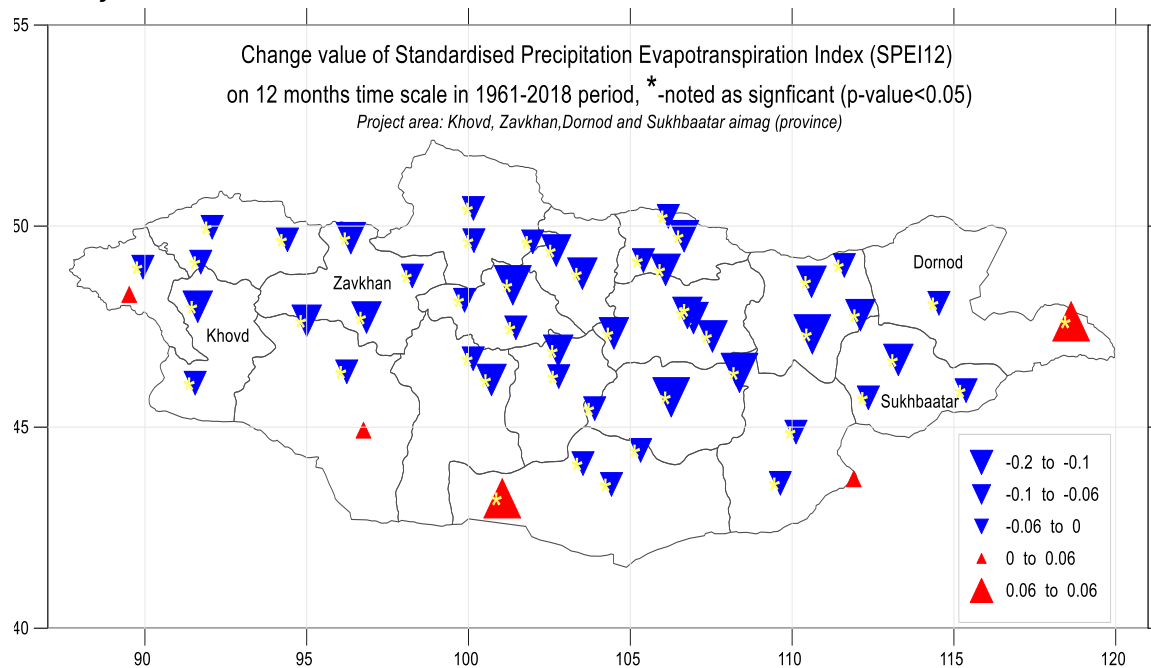 55
Change value of Standardised Precipitation Evapotranspiration Index (SPEI12)
on 12 months time scale in 1961-2018 period, *-noted as signficant (p-value<0.05)
Project area: Khovd, Zavkhan,Dornod and Sukhbaatar aimag (province)
50
Dornod
Zavkhan
Khovd
Sukhbaatar
45
-0.2 to -0.1
-0.1 to -0.06
-0.06 to 0
0 to 0.06
0.06 to 0.06
40
90 95 100 105 110 115 120